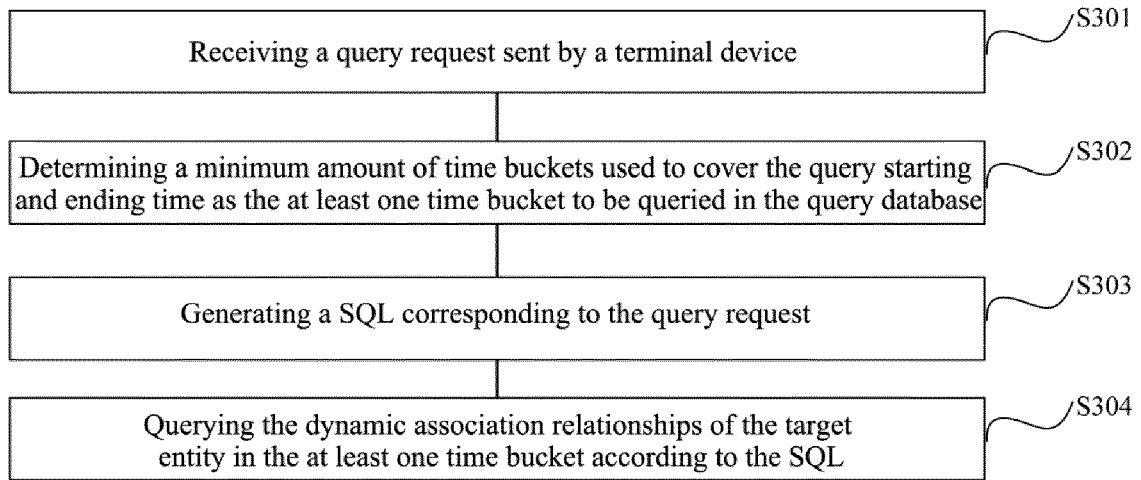 S301
Receiving a query request sent by a terminal device
S302
Determining a minimum amount of time buckets used to cover the query starting
and ending time as the at least one time bucket to be queried in the query database
S303
Generating a SQL corresponding to the query request
S304
Querying the dynamic association relationships of the target
entity in the at least one time bucket according to the SQL